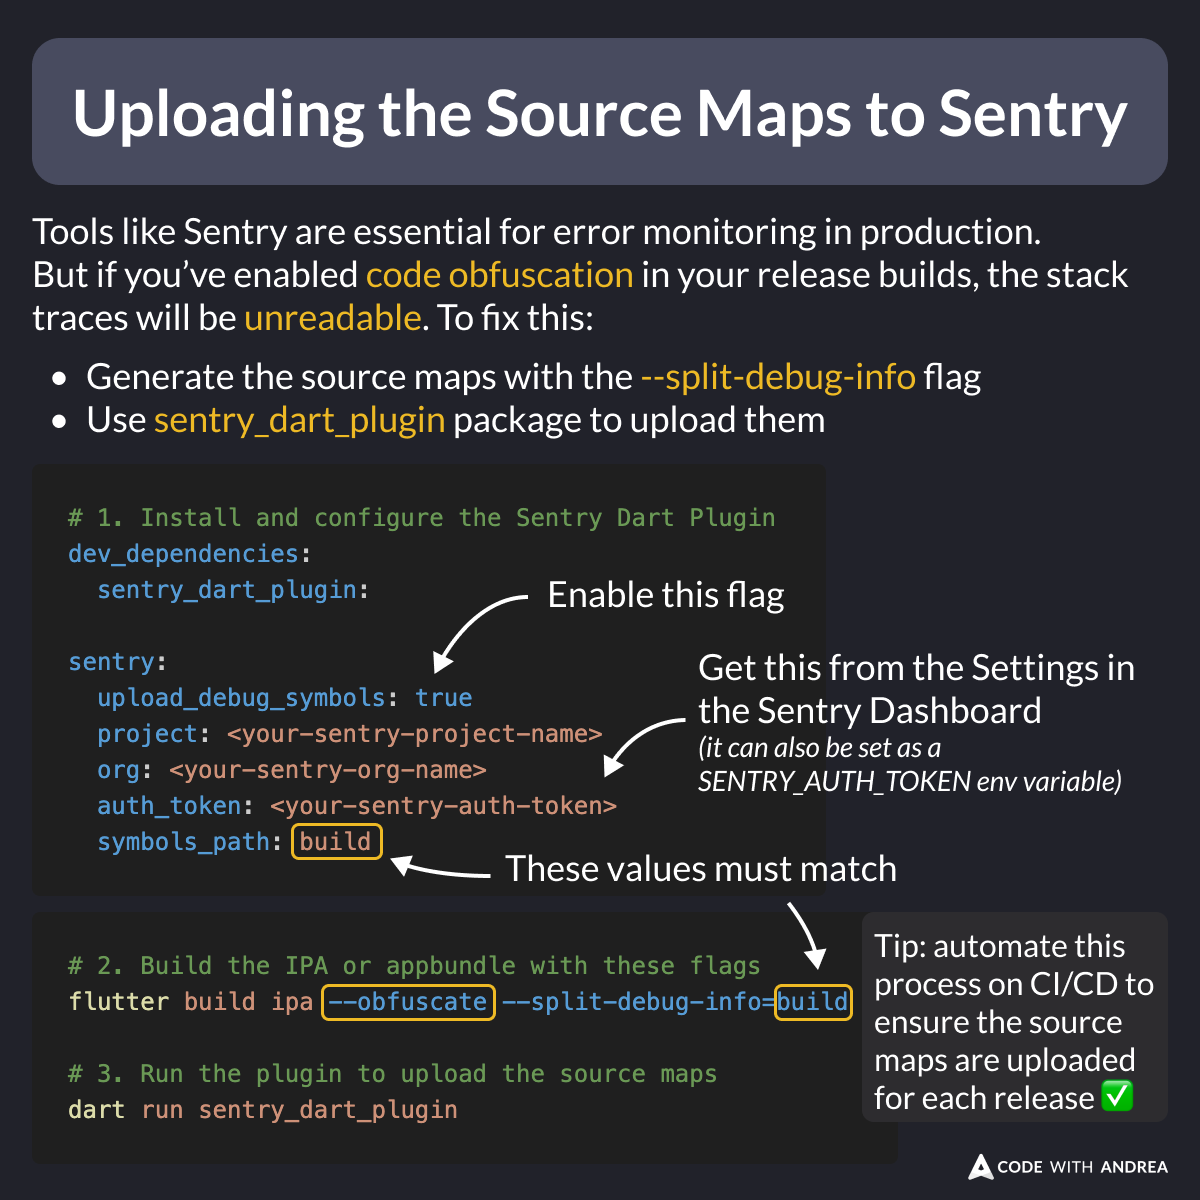 Uploading the Source Maps to Sentry
Tools like Sentry are essential for error monitoring in production.
But if you’ve enabled code obfuscation in your release builds, the stack
traces will be unreadable. To fix this:
• Generate the source maps with the --split-debug-info flag
• Use sentry_dart_plugin package to upload them
# 1. Install and configure the Sentry Dart Plugin
dev_dependencies:
  sentry_dart_plugin:
Enable this flag
sentry:
  upload_debug_symbols: true
  project: <your-sentry-project-name>
  org: <your-sentry-org-name>
  auth_token: <your-sentry-auth-token>
  symbols_path: build
Get this from the Settings in
the Sentry Dashboard
(it can also be set as a
SENTRY_AUTH_TOKEN env variable)
These values must match
# 2. Build the IPA or appbundle with these flags
flutter build ipa --obfuscate --split-debug-info=build
# 3. Run the plugin to upload the source maps
dart run sentry_dart_plugin
Tip: automate this
process on CI/CD to
ensure the source
maps are uploaded
for each release ✅
CODE WITH ANDREA